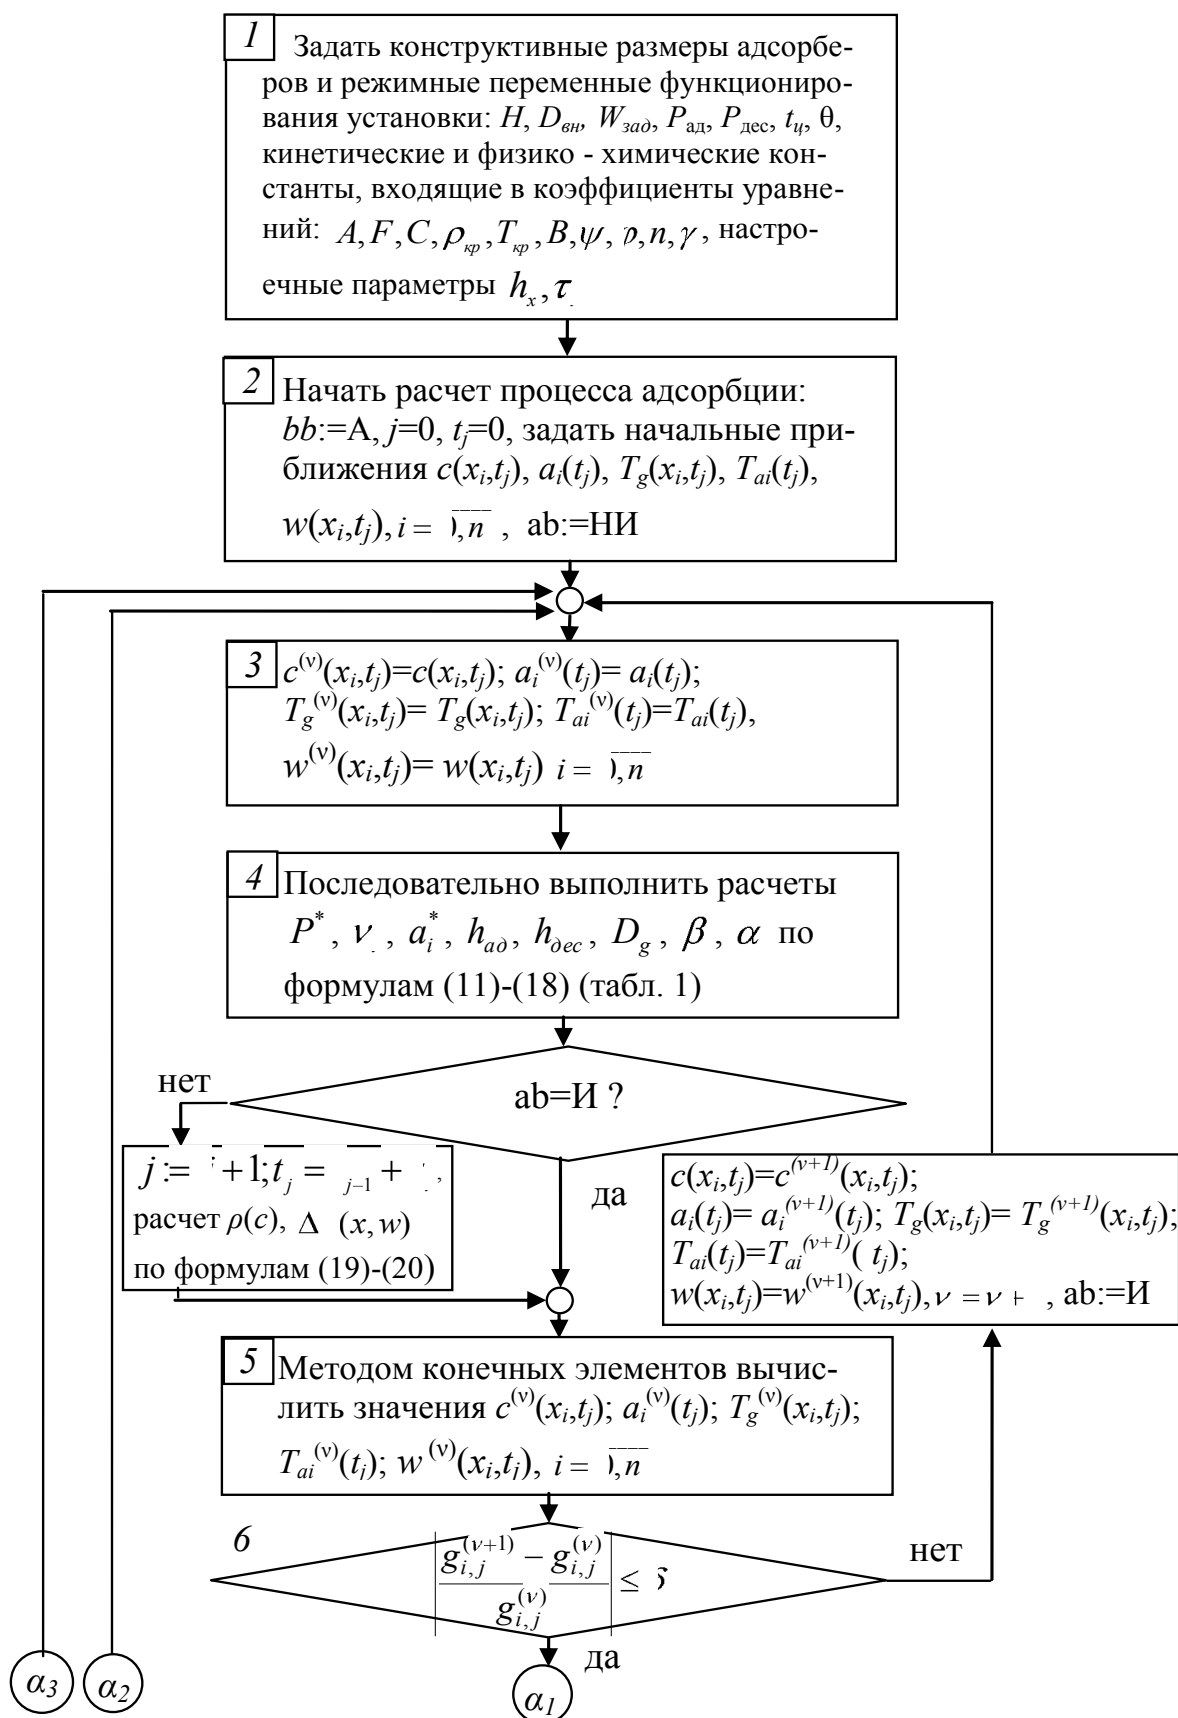 1 Задать конструктивные размеры адсорбе-
ров и режимные переменные функциониро-
вания установки: H, Dвн, Wзад, Pад, Pдес, tц, θ,
кинетические и физико - химические кон-
станты, входящие в коэффициенты уравне-
ний: A, F, C, ρкр, Tкр, B, ψ, n, γ, настро-
ечные параметры hx, τ
2 Начать расчет процесса адсорбции:
bb:=A, j=0, tj=0, задать начальные при-
ближения c(xi,tj), ai(tj), Tg(xi,tj), Tai(tj),
w(xi,tj), i = ,n , ab:=НИ
3 c(ν)(xi,tj)=c(xi,tj); ai(ν)(tj)= ai(tj);
Tg(ν)(xi,tj)= Tg(xi,tj); Tai(ν)(tj)=Tai(tj),
w(ν)(xi,tj)= w(xi,tj) i = ,n
4 Последовательно выполнить расчеты
P*, ν, ai*, hад, hдес, Dg, β, α по
формулам (11)-(18) (табл. 1)
нет
ab=И ?
да
j := +1; tj = j-1 + ,
расчет ρ(c), Δ (x, w)
по формулам (19)-(20)
c(xi,tj)=c(ν+1)(xi,tj);
ai(tj)= ai(ν+1)(tj); Tg(xi,tj)= Tg(ν+1)(xi,tj);
Tai(tj)=Tai(ν+1)( tj);
w(xi,tj)=w(ν+1)(xi,tj), ν = ν + , ab:=И
5 Методом конечных элементов вычис-
лить значения c(ν)(xi,tj); ai(ν)(tj); Tg(ν)(xi,tj);
Tai(ν)(tj); w(ν)(xi,tj), i = ,n
6
|(gi,j(ν+1) − gi,j(ν)) / gi,j(ν)| ≤
нет
да
α3
α2
α1